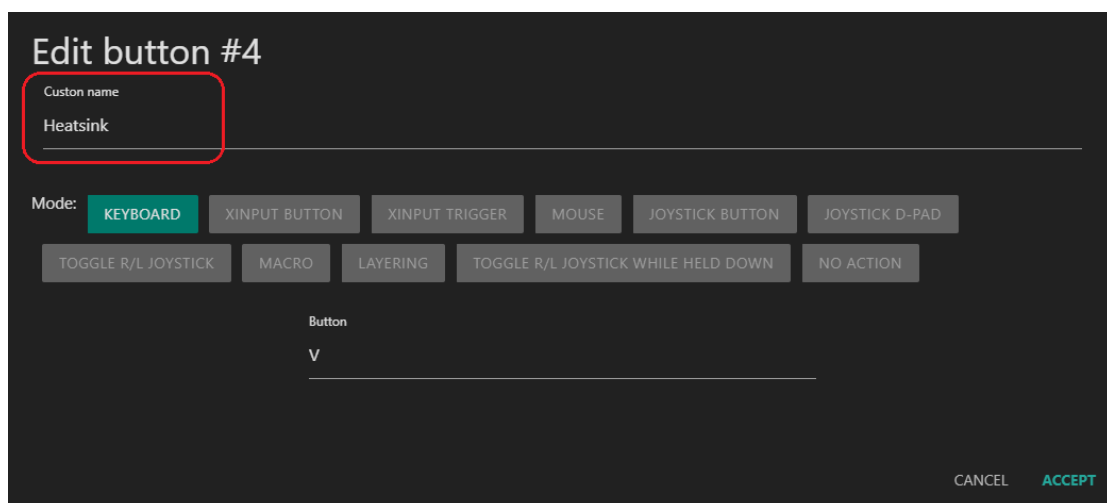 Edit button #4
Custon name
Heatsink
Mode: KEYBOARD XINPUT BUTTON XINPUT TRIGGER MOUSE JOYSTICK BUTTON JOYSTICK D-PAD
TOGGLE R/L JOYSTICK MACRO LAYERING TOGGLE R/L JOYSTICK WHILE HELD DOWN NO ACTION
Button
V
CANCEL ACCEPT